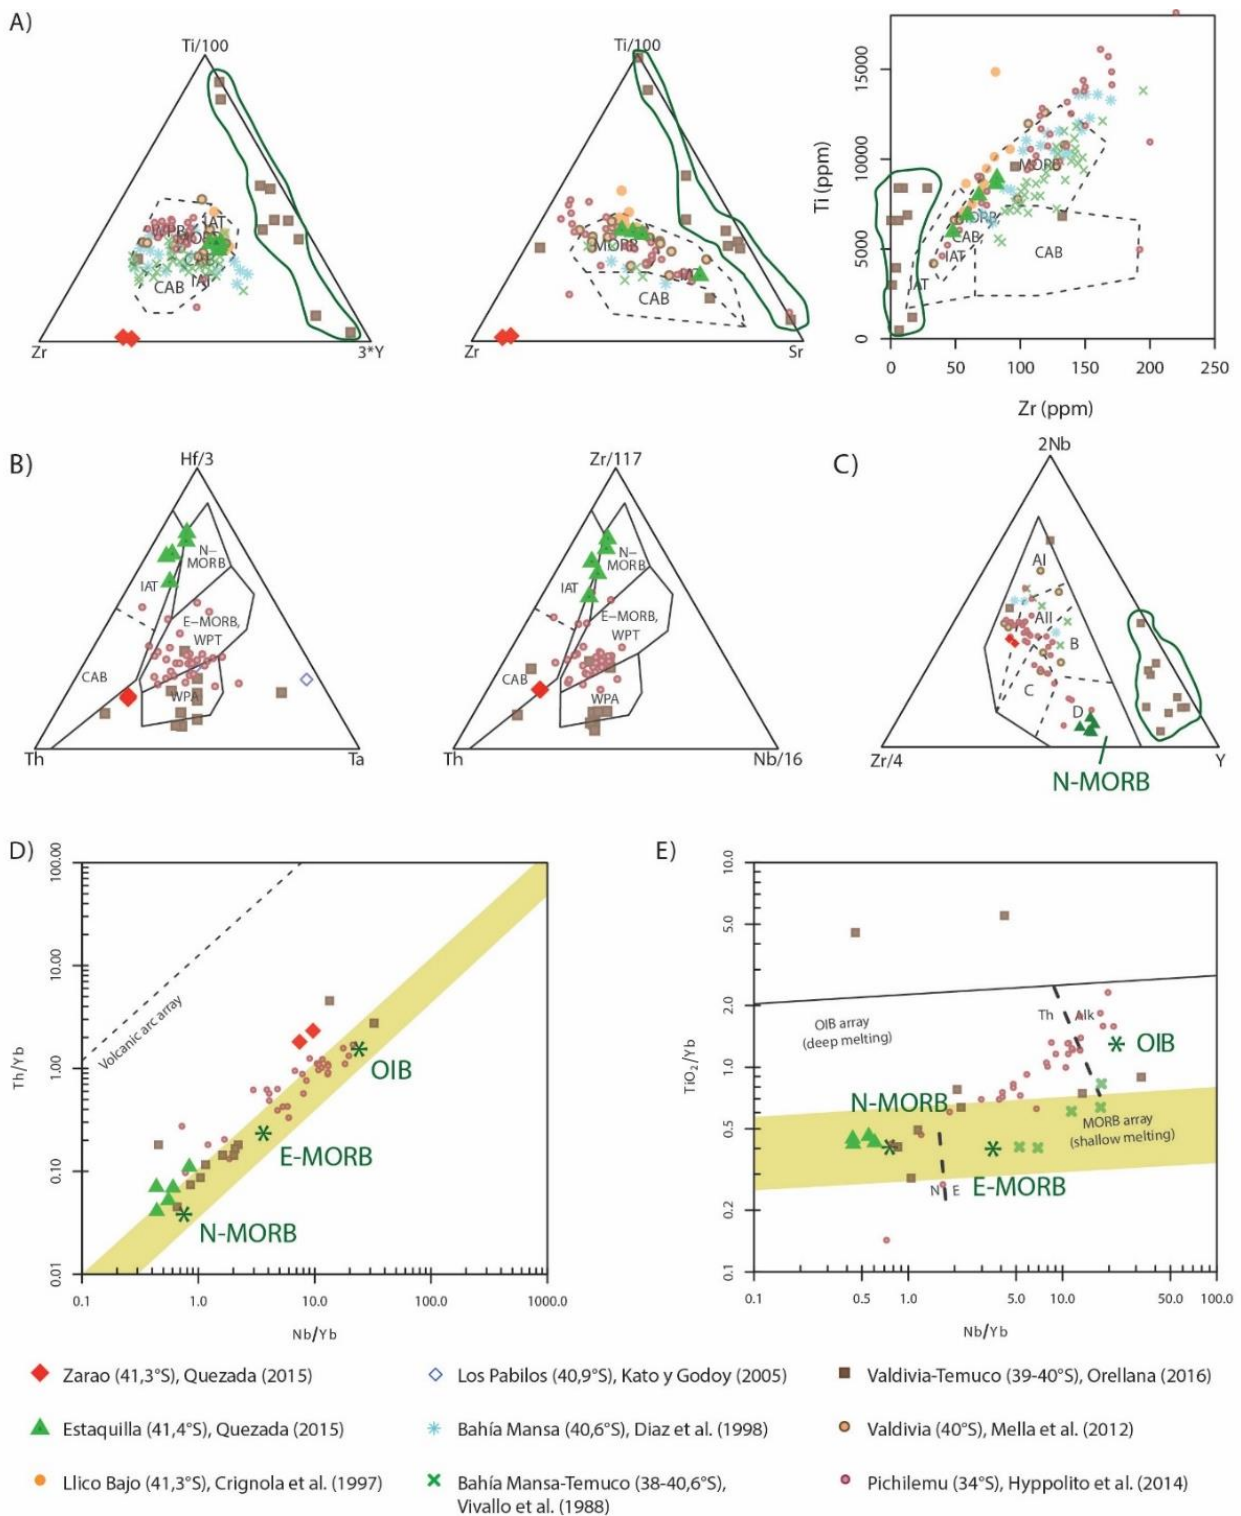 A)
Ti/100
Zr
3*Y
WPB
IAT
MORB
CAB
IAT
CAB
Ti/100
Zr
Sr
MORB
IAT
CAB
Ti (ppm)
15000
10000
5000
0
MORB
MORB
CAB
IAT
IAT
CAB
0 50 100 150 200 250
Zr (ppm)
B)
Hf/3
N–
MORB
IAT
E–MORB,
WPT
CAB
WPA
Th
Ta
Zr/117
N–
MORB
IAT
E–MORB,
WPT
CAB
WPA
Th
Nb/16
C)
2Nb
AI
AII
B
C
D
Zr/4
Y
N-MORB
D)
Th/Yb
100.00
10.00
1.00
0.10
0.01
Volcanic arc array
OIB
E-MORB
N-MORB
0.1 1.0 10.0 100.0 1000.0
Nb/Yb
E)
TiO2/Yb
10.0
5.0
2.0
1.0
0.5
0.2
0.1
Th Alk
OIB array
(deep melting)
OIB
N-MORB
MORB array
(shallow melting)
N E
E-MORB
0.1 0.5 1.0 5.0 10.0 50.0 100.0
Nb/Yb
Zarao (41,3°S), Quezada (2015)
Los Pabilos (40,9°S), Kato y Godoy (2005)
Valdivia-Temuco (39-40°S), Orellana (2016)
Estaquilla (41,4°S), Quezada (2015)
Bahía Mansa (40,6°S), Diaz et al. (1998)
Valdivia (40°S), Mella et al. (2012)
Llico Bajo (41,3°S), Crignola et al. (1997)
Bahía Mansa-Temuco (38-40,6°S),
Vivallo et al. (1988)
Pichilemu (34°S), Hyppolito et al. (2014)